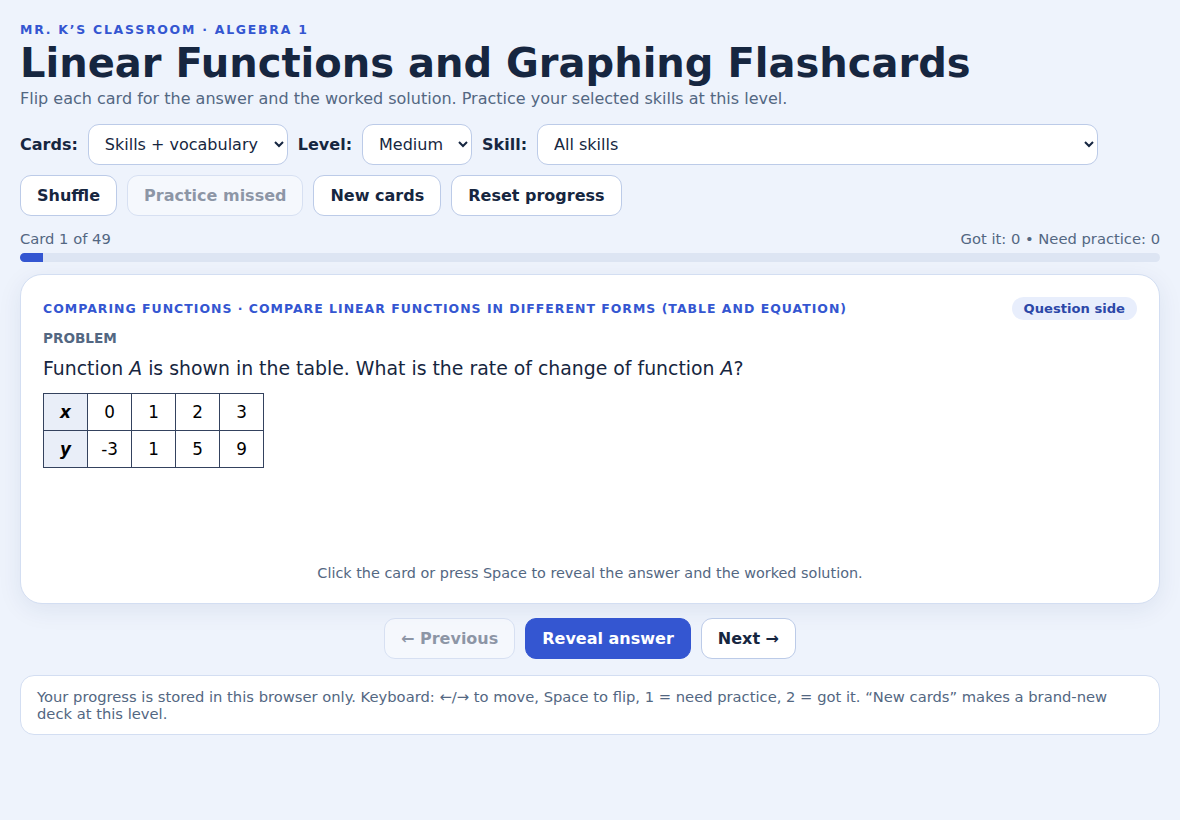 MR. K’S CLASSROOM · ALGEBRA 1
Linear Functions and Graphing Flashcards
Flip each card for the answer and the worked solution. Practice your selected skills at this level.
Cards: Skills + vocabulary Level: Medium Skill: All skills
Shuffle Practice missed New cards Reset progress
Card 1 of 49 Got it: 0 • Need practice: 0
COMPARING FUNCTIONS · COMPARE LINEAR FUNCTIONS IN DIFFERENT FORMS (TABLE AND EQUATION) Question side
PROBLEM
Function A is shown in the table. What is the rate of change of function A?
x 0 1 2 3
y -3 1 5 9
Click the card or press Space to reveal the answer and the worked solution.
← Previous Reveal answer Next →
Your progress is stored in this browser only. Keyboard: ←/→ to move, Space to flip, 1 = need practice, 2 = got it. “New cards” makes a brand-new
deck at this level.